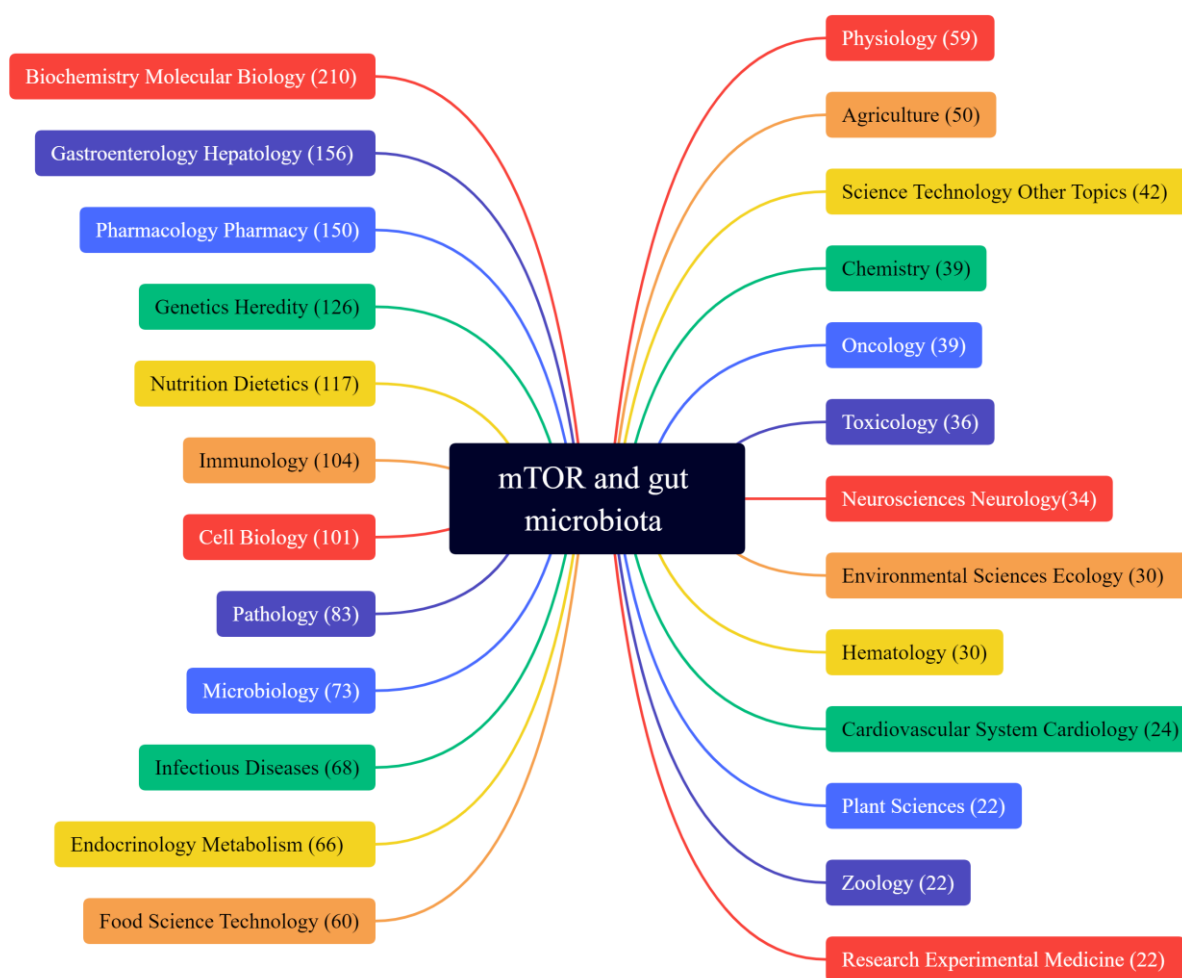 Biochemistry Molecular Biology (210)
Gastroenterology Hepatology (156)
Pharmacology Pharmacy (150)
Genetics Heredity (126)
Nutrition Dietetics (117)
Immunology (104)
Cell Biology (101)
Pathology (83)
Microbiology (73)
Infectious Diseases (68)
Endocrinology Metabolism (66)
Food Science Technology (60)
mTOR and gut
microbiota
Physiology (59)
Agriculture (50)
Science Technology Other Topics (42)
Chemistry (39)
Oncology (39)
Toxicology (36)
Neurosciences Neurology(34)
Environmental Sciences Ecology (30)
Hematology (30)
Cardiovascular System Cardiology (24)
Plant Sciences (22)
Zoology (22)
Research Experimental Medicine (22)